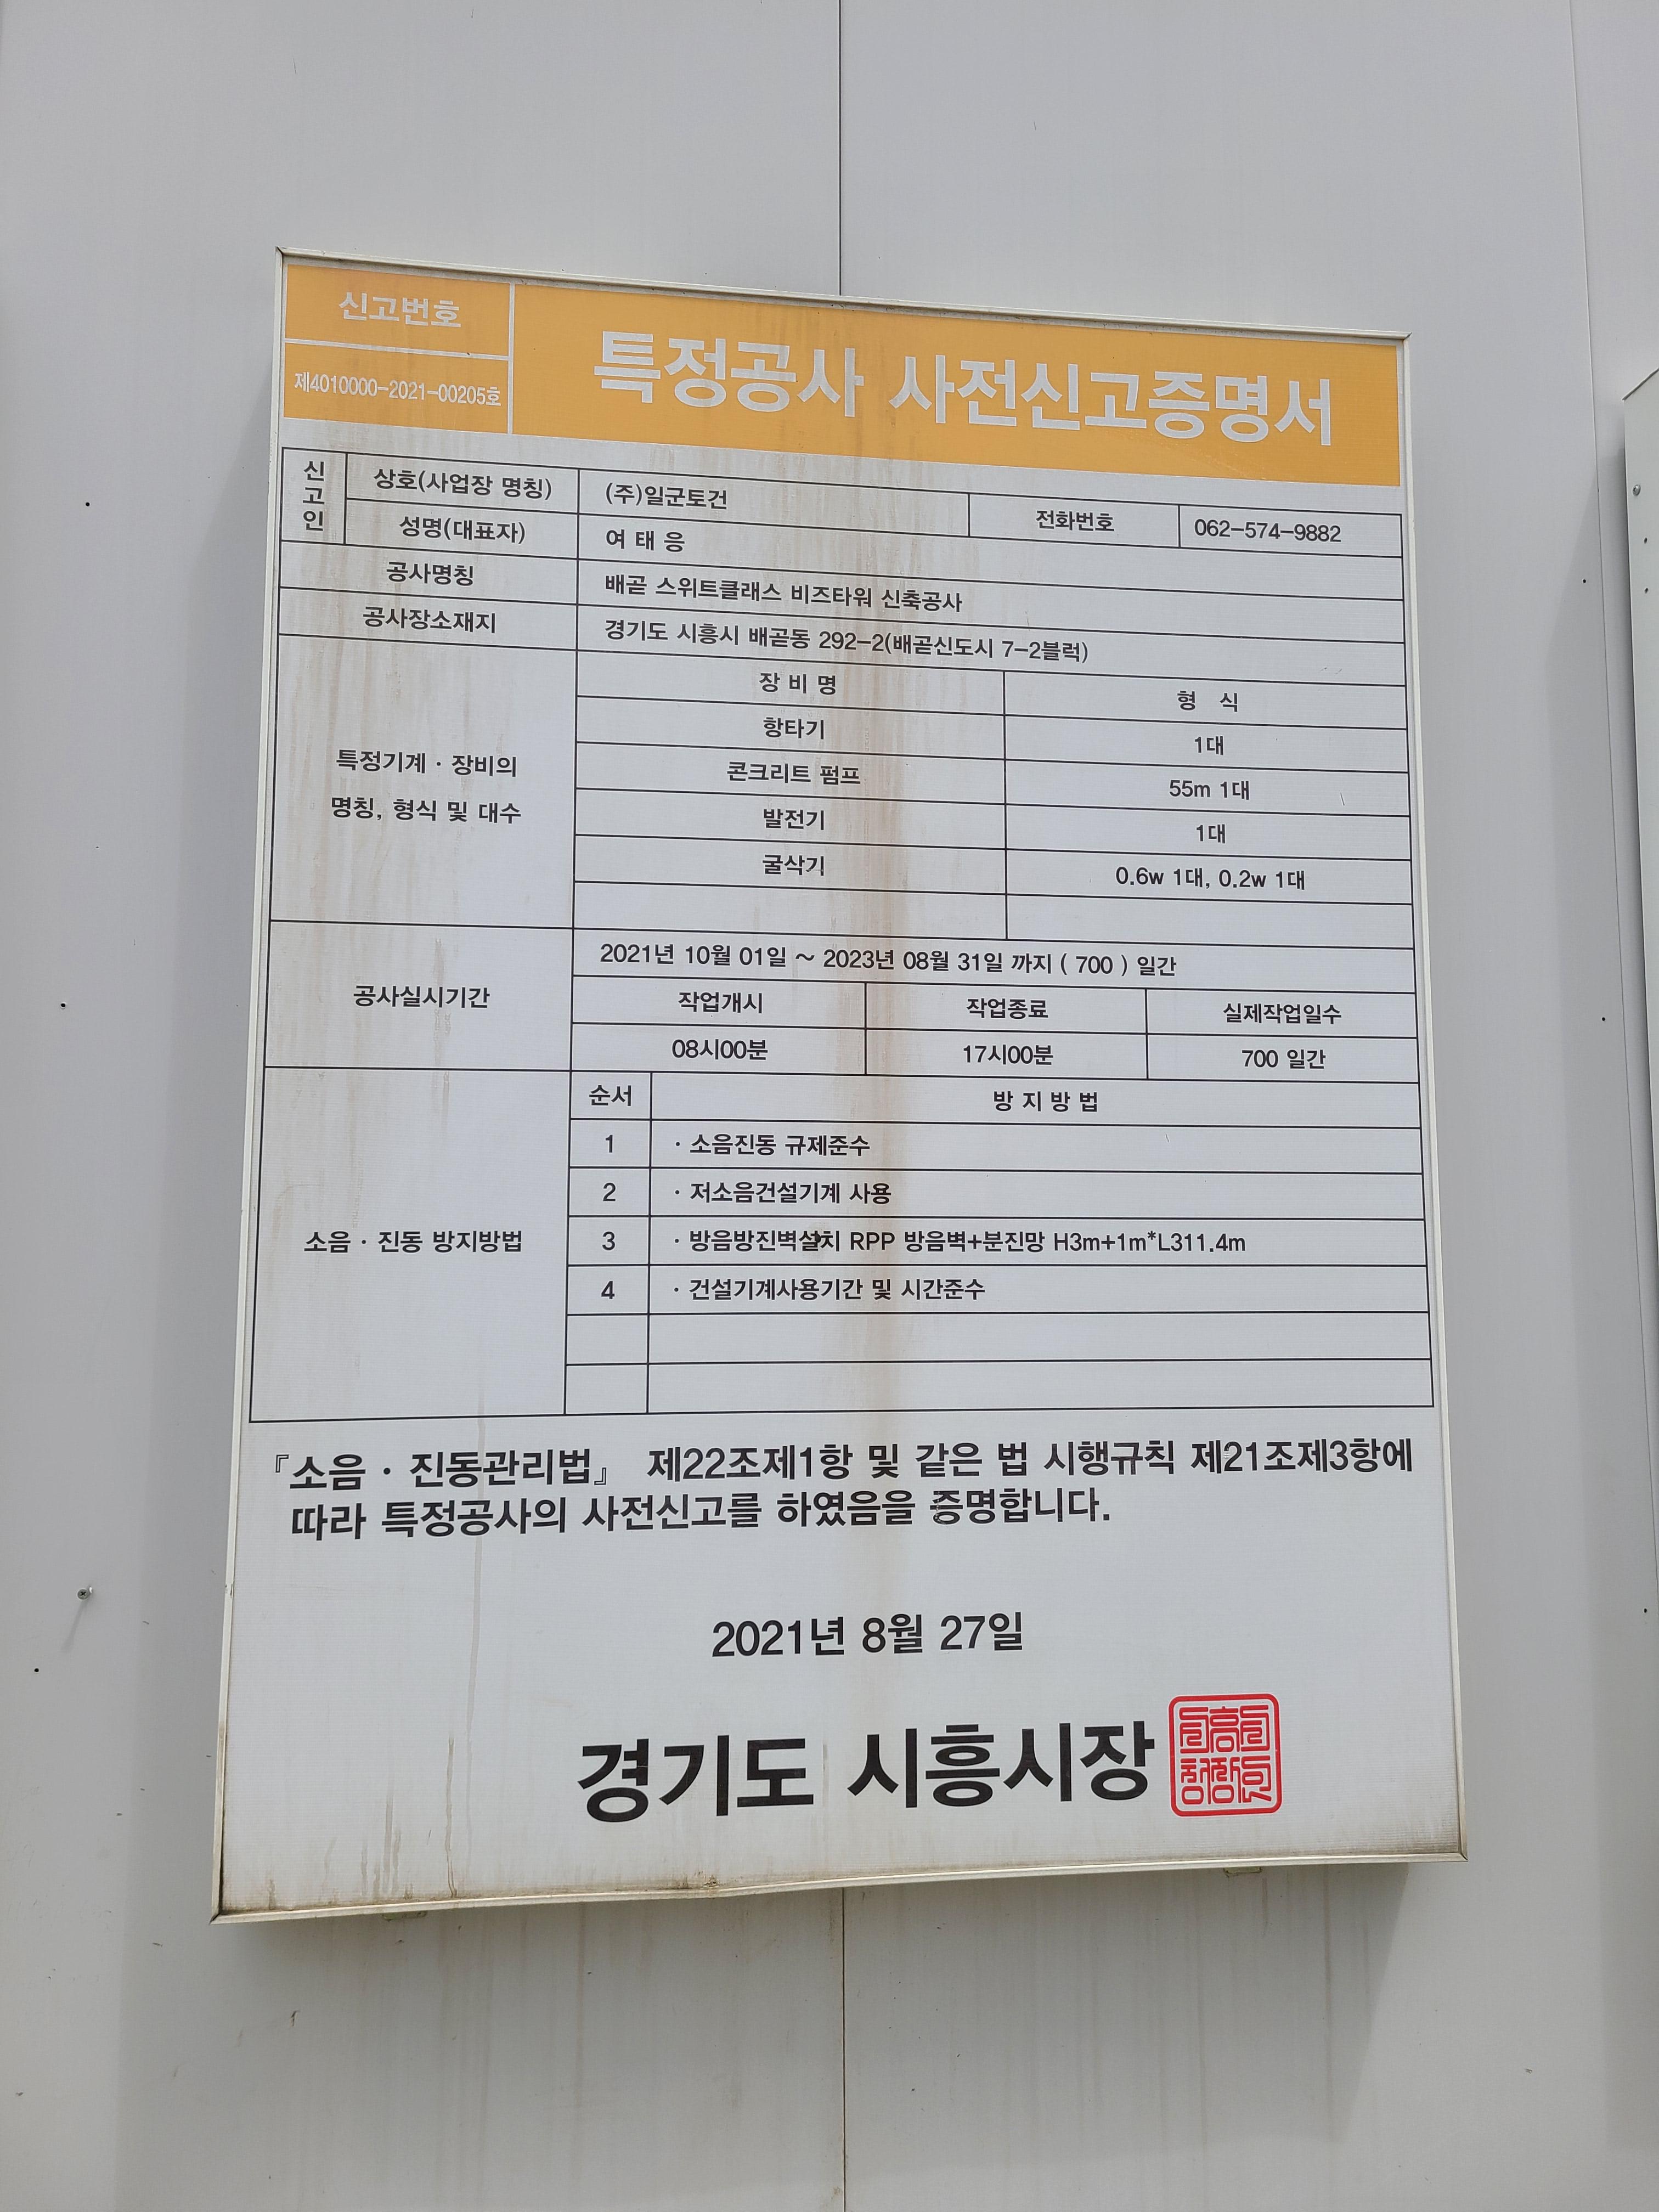 신고번호
제4010000-2021-00205호
특정공사 사전신고증명서
신고인
상호(사업장 명칭) (주)일군토건 전화번호 062-574-9882
성명(대표자) 여 태 응
공사명칭 배곧 스위트클래스 비즈타워 신축공사
공사장소재지 경기도 시흥시 배곧동 292-2(배곧신도시 7-2블럭)
특정기계 · 장비의
명칭, 형식 및 대수
장 비 명 형 식
항타기 1대
콘크리트 펌프 55m 1대
발전기 1대
굴삭기 0.6w 1대, 0.2w 1대
공사실시기간
2021년 10월 01일 ~ 2023년 08월 31일 까지 ( 700 ) 일간
작업개시 작업종료 실제작업일수
08시00분 17시00분 700 일간
소음 · 진동 방지방법
순서 방 지 방 법
1 · 소음진동 규제준수
2 · 저소음건설기계 사용
3 · 방음방진벽설치 RPP 방음벽+분진망 H3m+1m*L311.4m
4 · 건설기계사용기간 및 시간준수
『소음 · 진동관리법』 제22조제1항 및 같은 법 시행규칙 제21조제3항에
따라 특정공사의 사전신고를 하였음을 증명합니다.
2021년 8월 27일
경기도 시흥시장